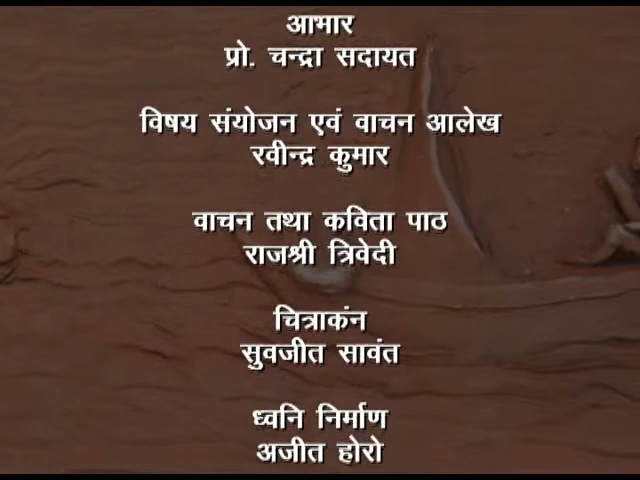 आभार
प्रो. चन्द्रा सदायत
विषय संयोजन एवं वाचन आलेख
रवीन्द्र कुमार
वाचन तथा कविता पाठ
राजश्री त्रिवेदी
चित्राकंन
सुवजीत सावंत
ध्वनि निर्माण
अजीत होरो